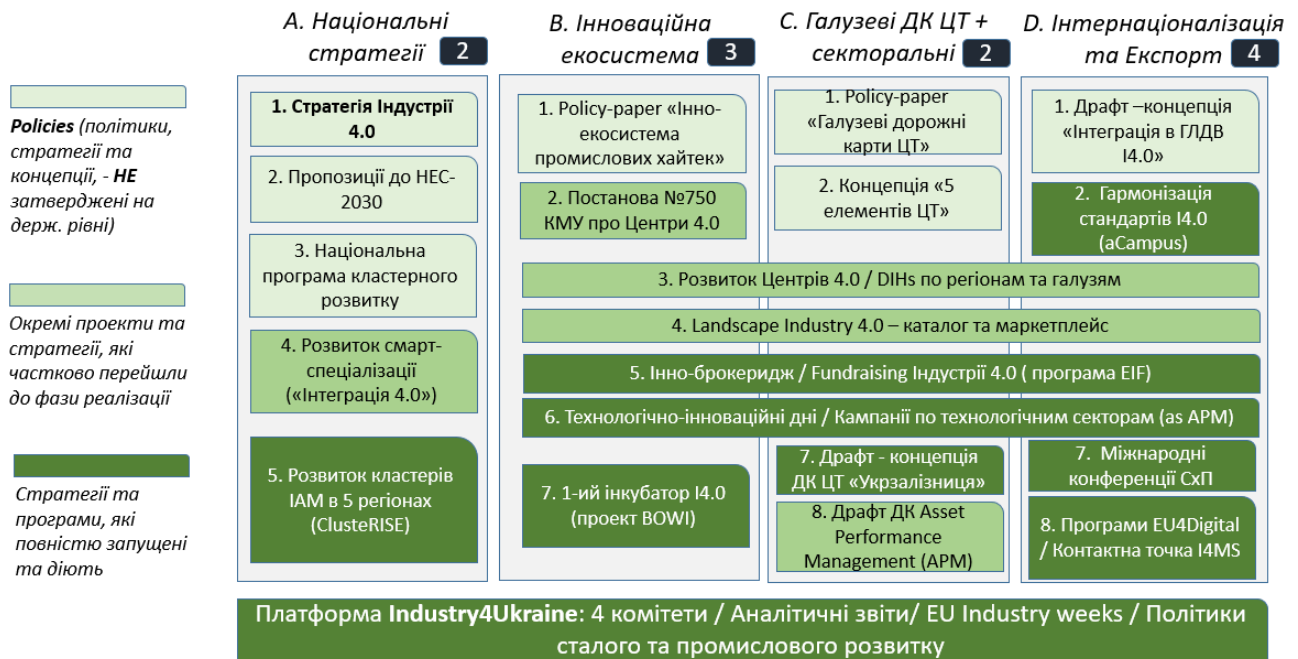 A. Національні
стратегії 2
B. Інноваційна
екосистема 3
C. Галузеві ДК ЦТ +
секторальні 2
D. Інтернаціоналізація
та Експорт 4
Policies (політики,
стратегії та
концепції, - НЕ
затверджені на
держ. рівні)
Окремі проекти та
стратегії, які
частково перейшли
до фази реалізації
Стратегії та
програми, які
повністю запущені
та діють
1. Стратегія Індустрії
4.0
2. Пропозиції до НЕС-
2030
3. Національна
програма кластерного
розвитку
4. Розвиток смарт-
спеціалізації
(«Інтеграція 4.0»)
5. Розвиток кластерів
ІАМ в 5 регіонах
(ClusteRISE)
1. Policy-paper «Інно-
екосистема
промислових хайтек»
2. Постанова №750
КМУ про Центри 4.0
1. Policy-paper
«Галузеві дорожні
карти ЦТ»
2. Концепція «5
елементів ЦТ»
1. Драфт –концепція
«Інтеграція в ГЛДВ
І4.0»
2. Гармонізація
стандартів І4.0
(aCampus)
3. Розвиток Центрів 4.0 / DIHs по регіонам та галузям
4. Landscape Industry 4.0 – каталог та маркетплейс
5. Інно-брокеридж / Fundraising Індустрії 4.0 ( програма EIF)
6. Технологічно-інноваційні дні / Кампанії по технологічним секторам (as APM)
7. 1-ий інкубатор І4.0
(проект BOWI)
7. Драфт - концепція
ДК ЦТ «Укрзалізниця»
8. Драфт ДК Asset
Performance
Management (APM)
7. Міжнародні
конференції СхП
8. Програми EU4Digital
/ Контактна точка I4MS
Платформа Industry4Ukraine: 4 комітети / Аналітичні звіти/ EU Industry weeks / Політики
сталого та промислового розвитку